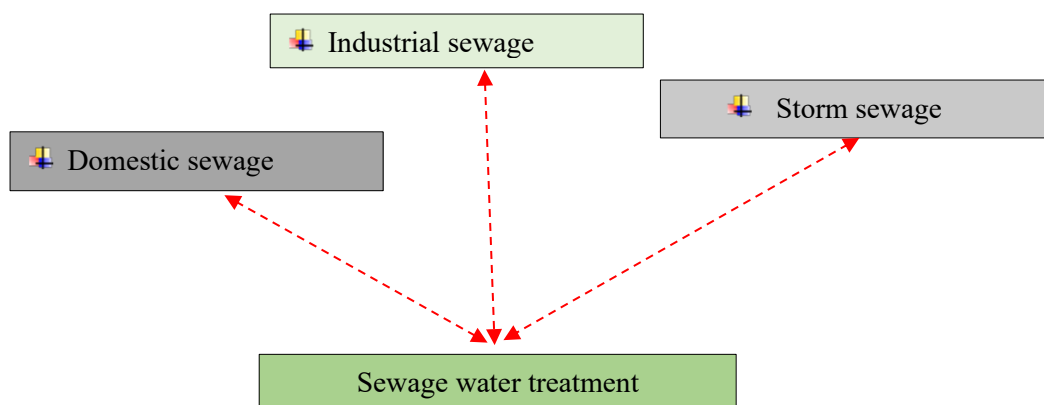 Industrial sewage
Storm sewage
Domestic sewage
Sewage water treatment